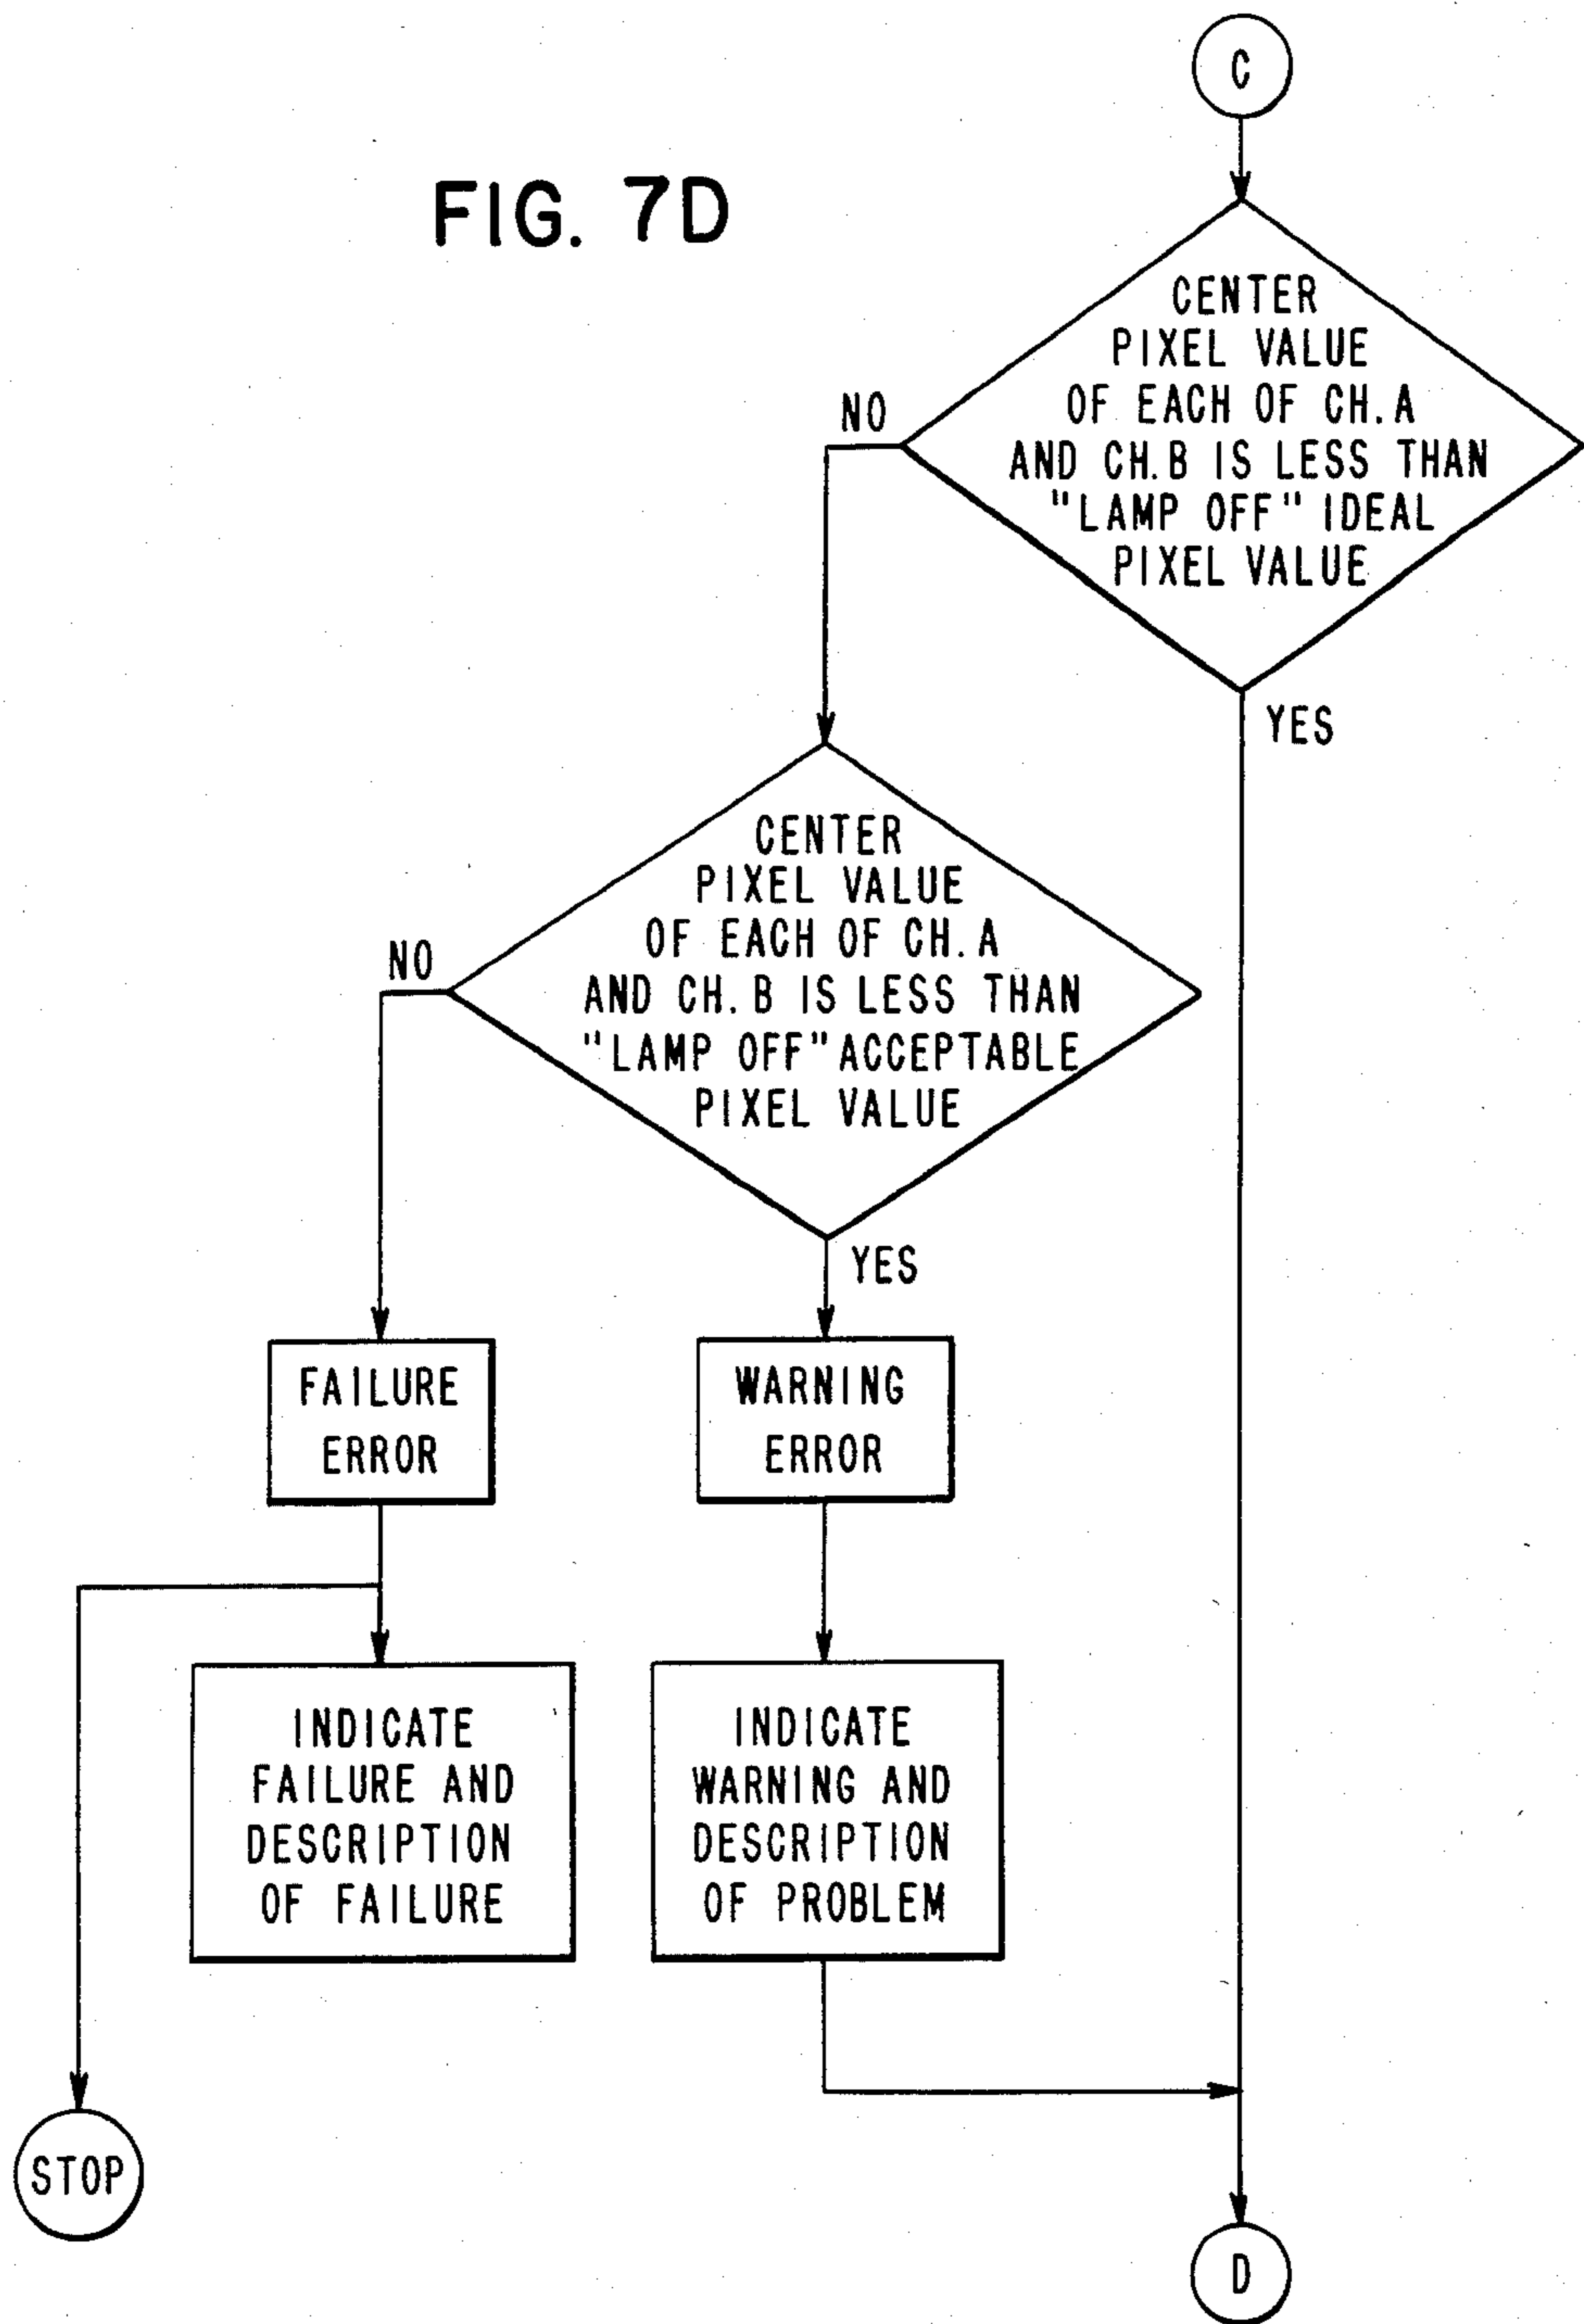 C
FIG. 7D
CENTER
PIXEL VALUE
OF EACH OF CH.A
AND CH.B IS LESS THAN
"LAMP OFF" IDEAL
PIXEL VALUE
NO
YES
CENTER
PIXEL VALUE
OF EACH OF CH.A
AND CH.B IS LESS THAN
"LAMP OFF" ACCEPTABLE
PIXEL VALUE
NO
YES
FAILURE
ERROR
WARNING
ERROR
INDICATE
FAILURE AND
DESCRIPTION
OF FAILURE
INDICATE
WARNING AND
DESCRIPTION
OF PROBLEM
STOP
D